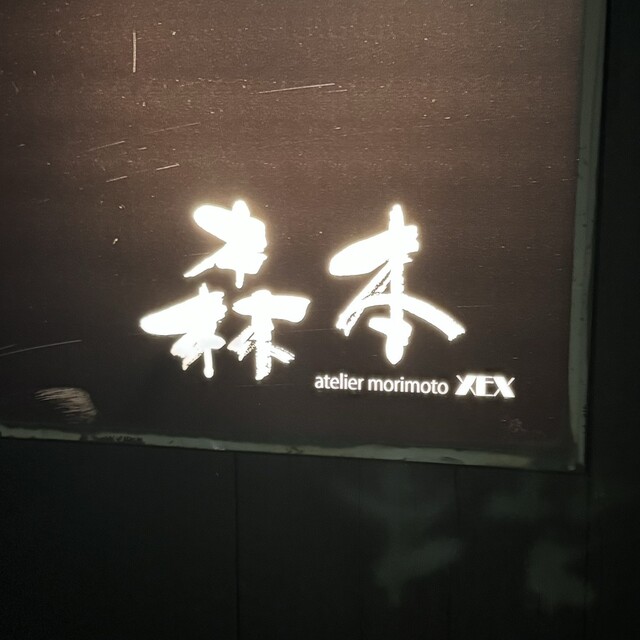 森本
atelier morimoto XEX